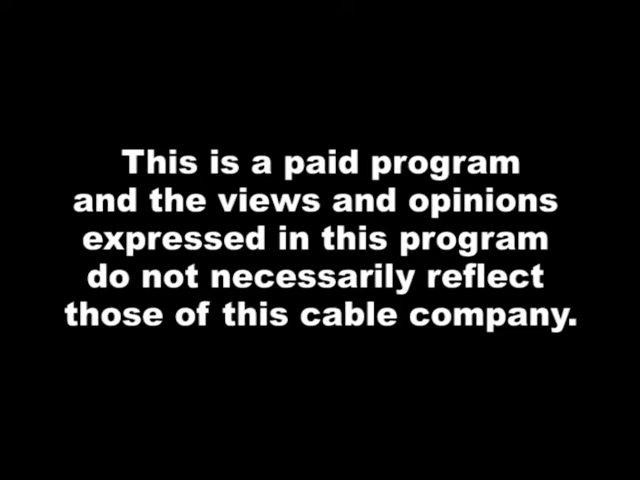 This is a paid program
and the views and opinions
expressed in this program
do not necessarily reflect
those of this cable company.